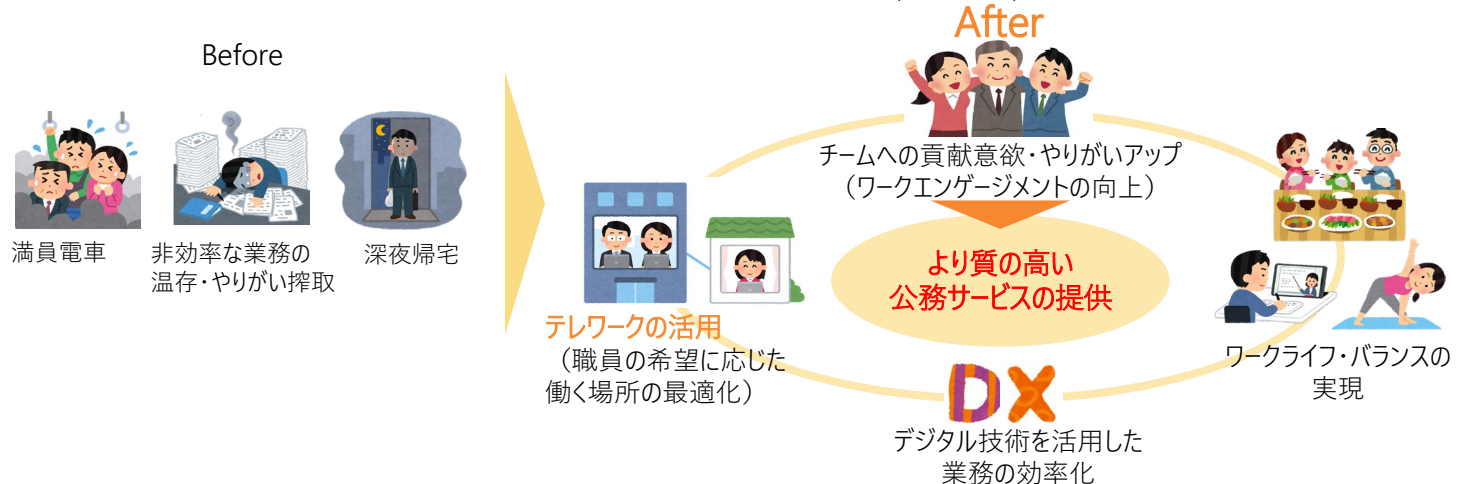 Before
満員電車
非効率な業務の
温存・やりがい搾取
深夜帰宅
After
チームへの貢献意欲・やりがいアップ
（ワークエンゲージメントの向上）
より質の高い
公務サービスの提供
テレワークの活用
（職員の希望に応じた
働く場所の最適化）
ワークライフ・バランスの
実現
DX
デジタル技術を活用した
業務の効率化